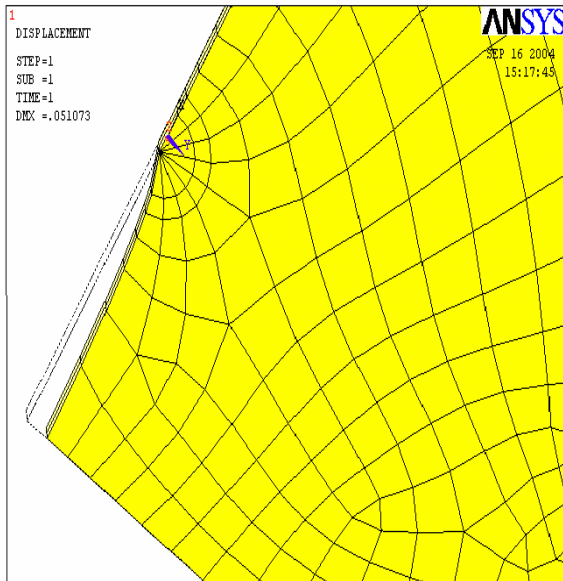 1
DISPLACEMENT
STEP=1
SUB =1
TIME=1
DMX =.051073
ANSYS
SEP 16 2004
15:17:45
Y